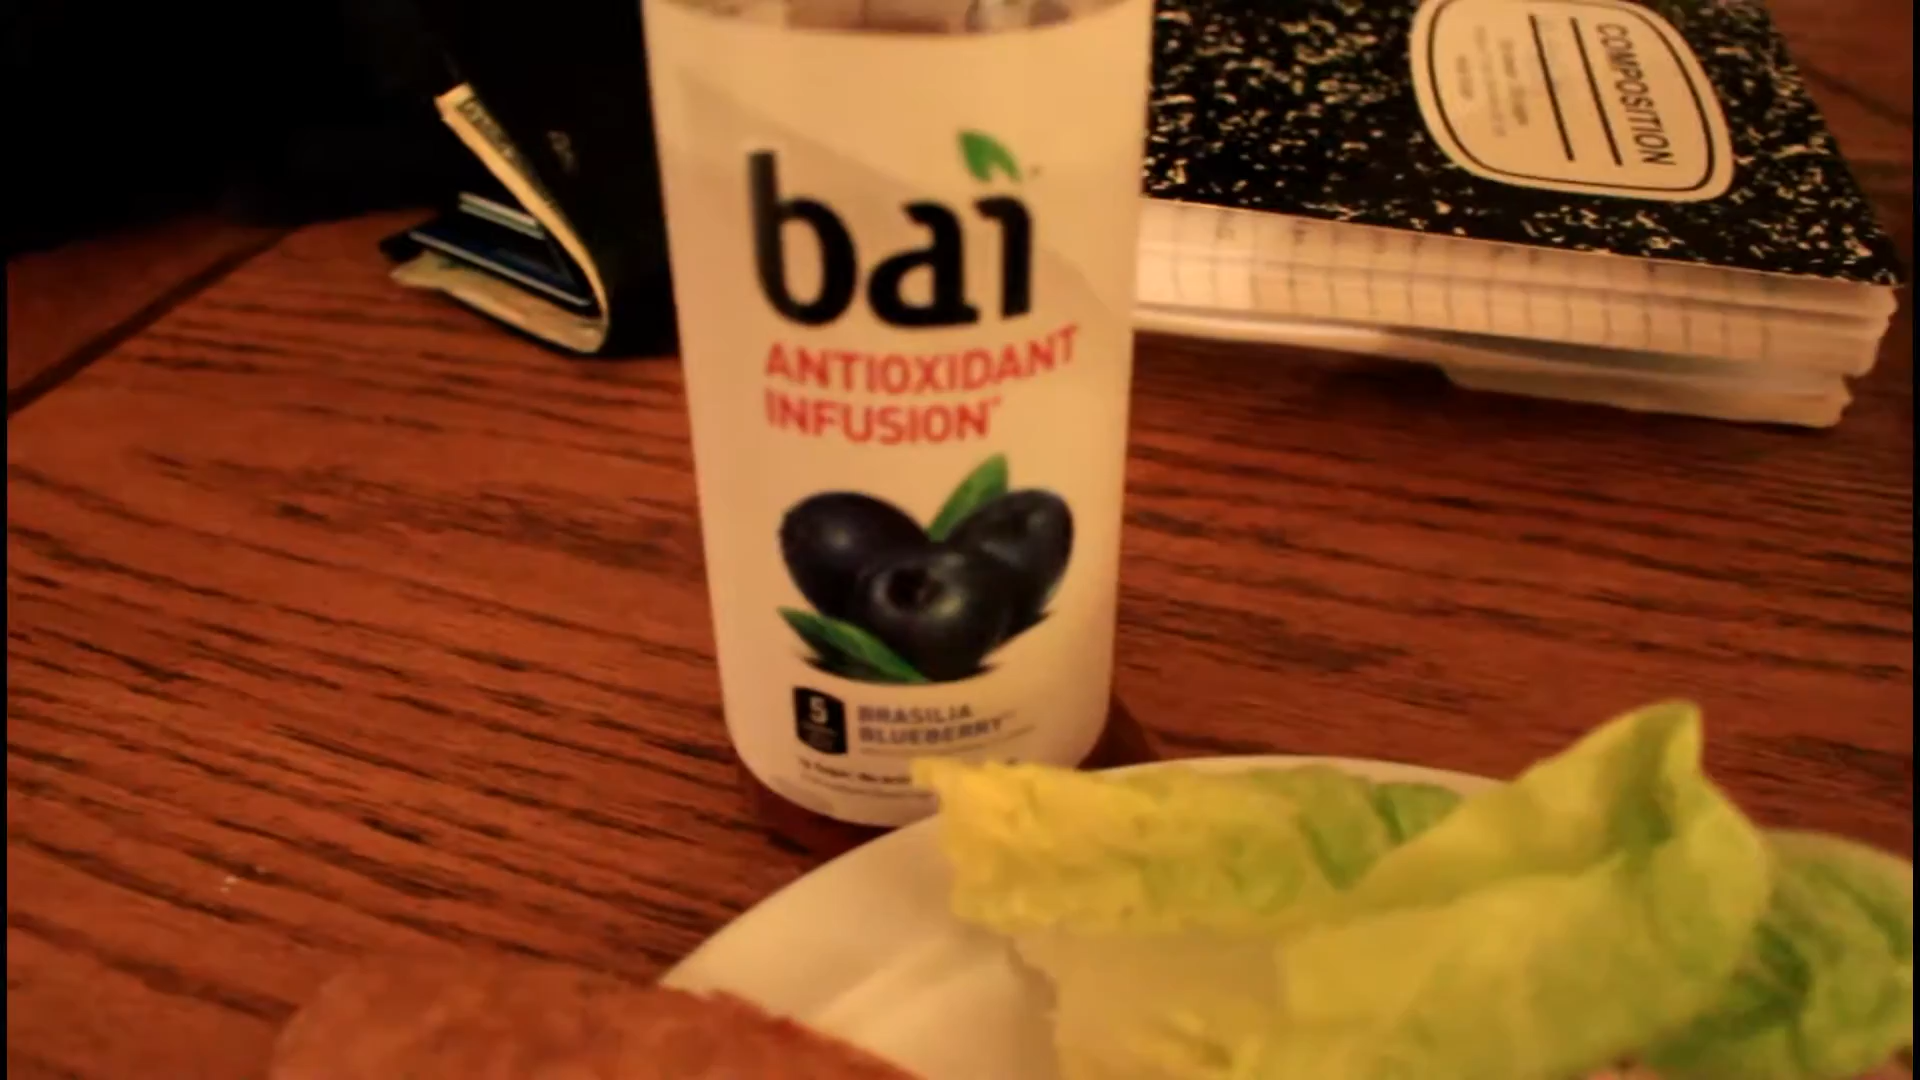 bai
ANTIOXIDANT
INFUSION
5
BRASILIA
BLUEBERRY
COMPOSITION